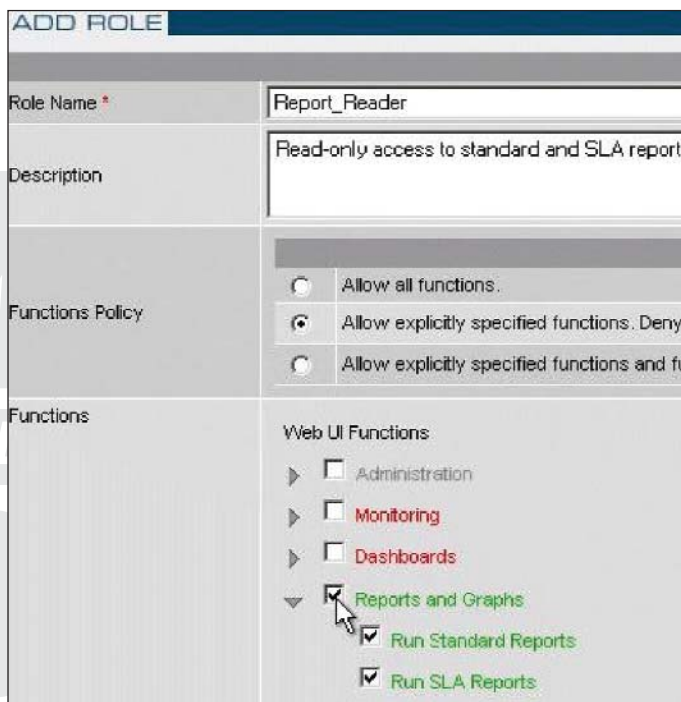 ADD ROLE
Role Name *
Report_Reader
Description
Read-only access to standard and SLA report
Functions Policy
Allow all functions.
Allow explicitly specified functions. Deny
Allow explicitly specified functions and fu
Functions
Web UI Functions
Administration
Monitoring
Dashboards
Reports and Graphs
Run Standard Reports
Run SLA Reports